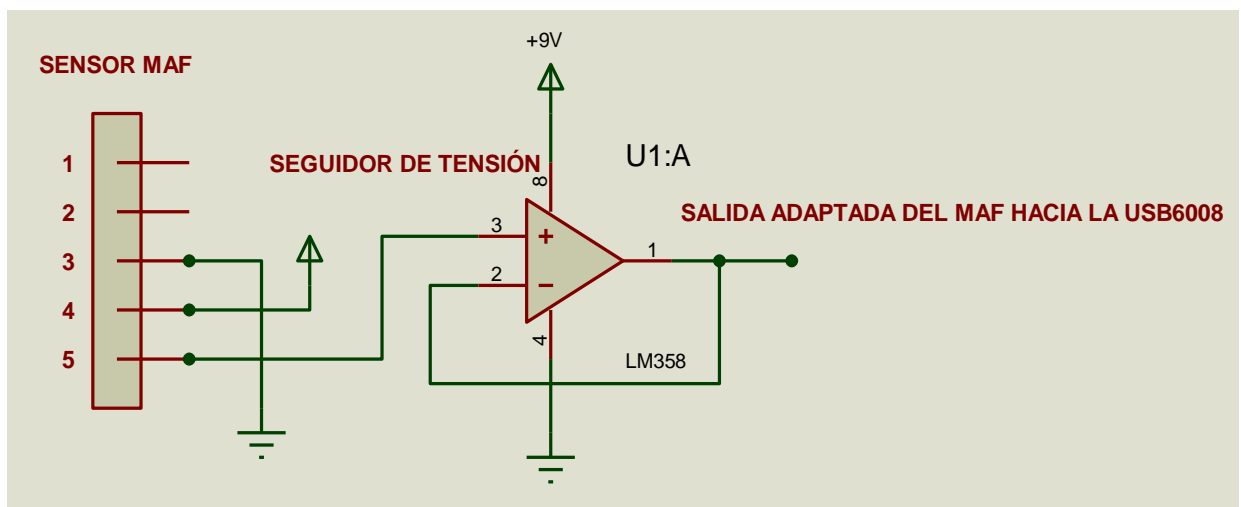 +9V
SENSOR MAF
1
2
3
4
5
SEGUIDOR DE TENSIÓN
U1:A
8
3
2
1
4
SALIDA ADAPTADA DEL MAF HACIA LA USB6008
LM358